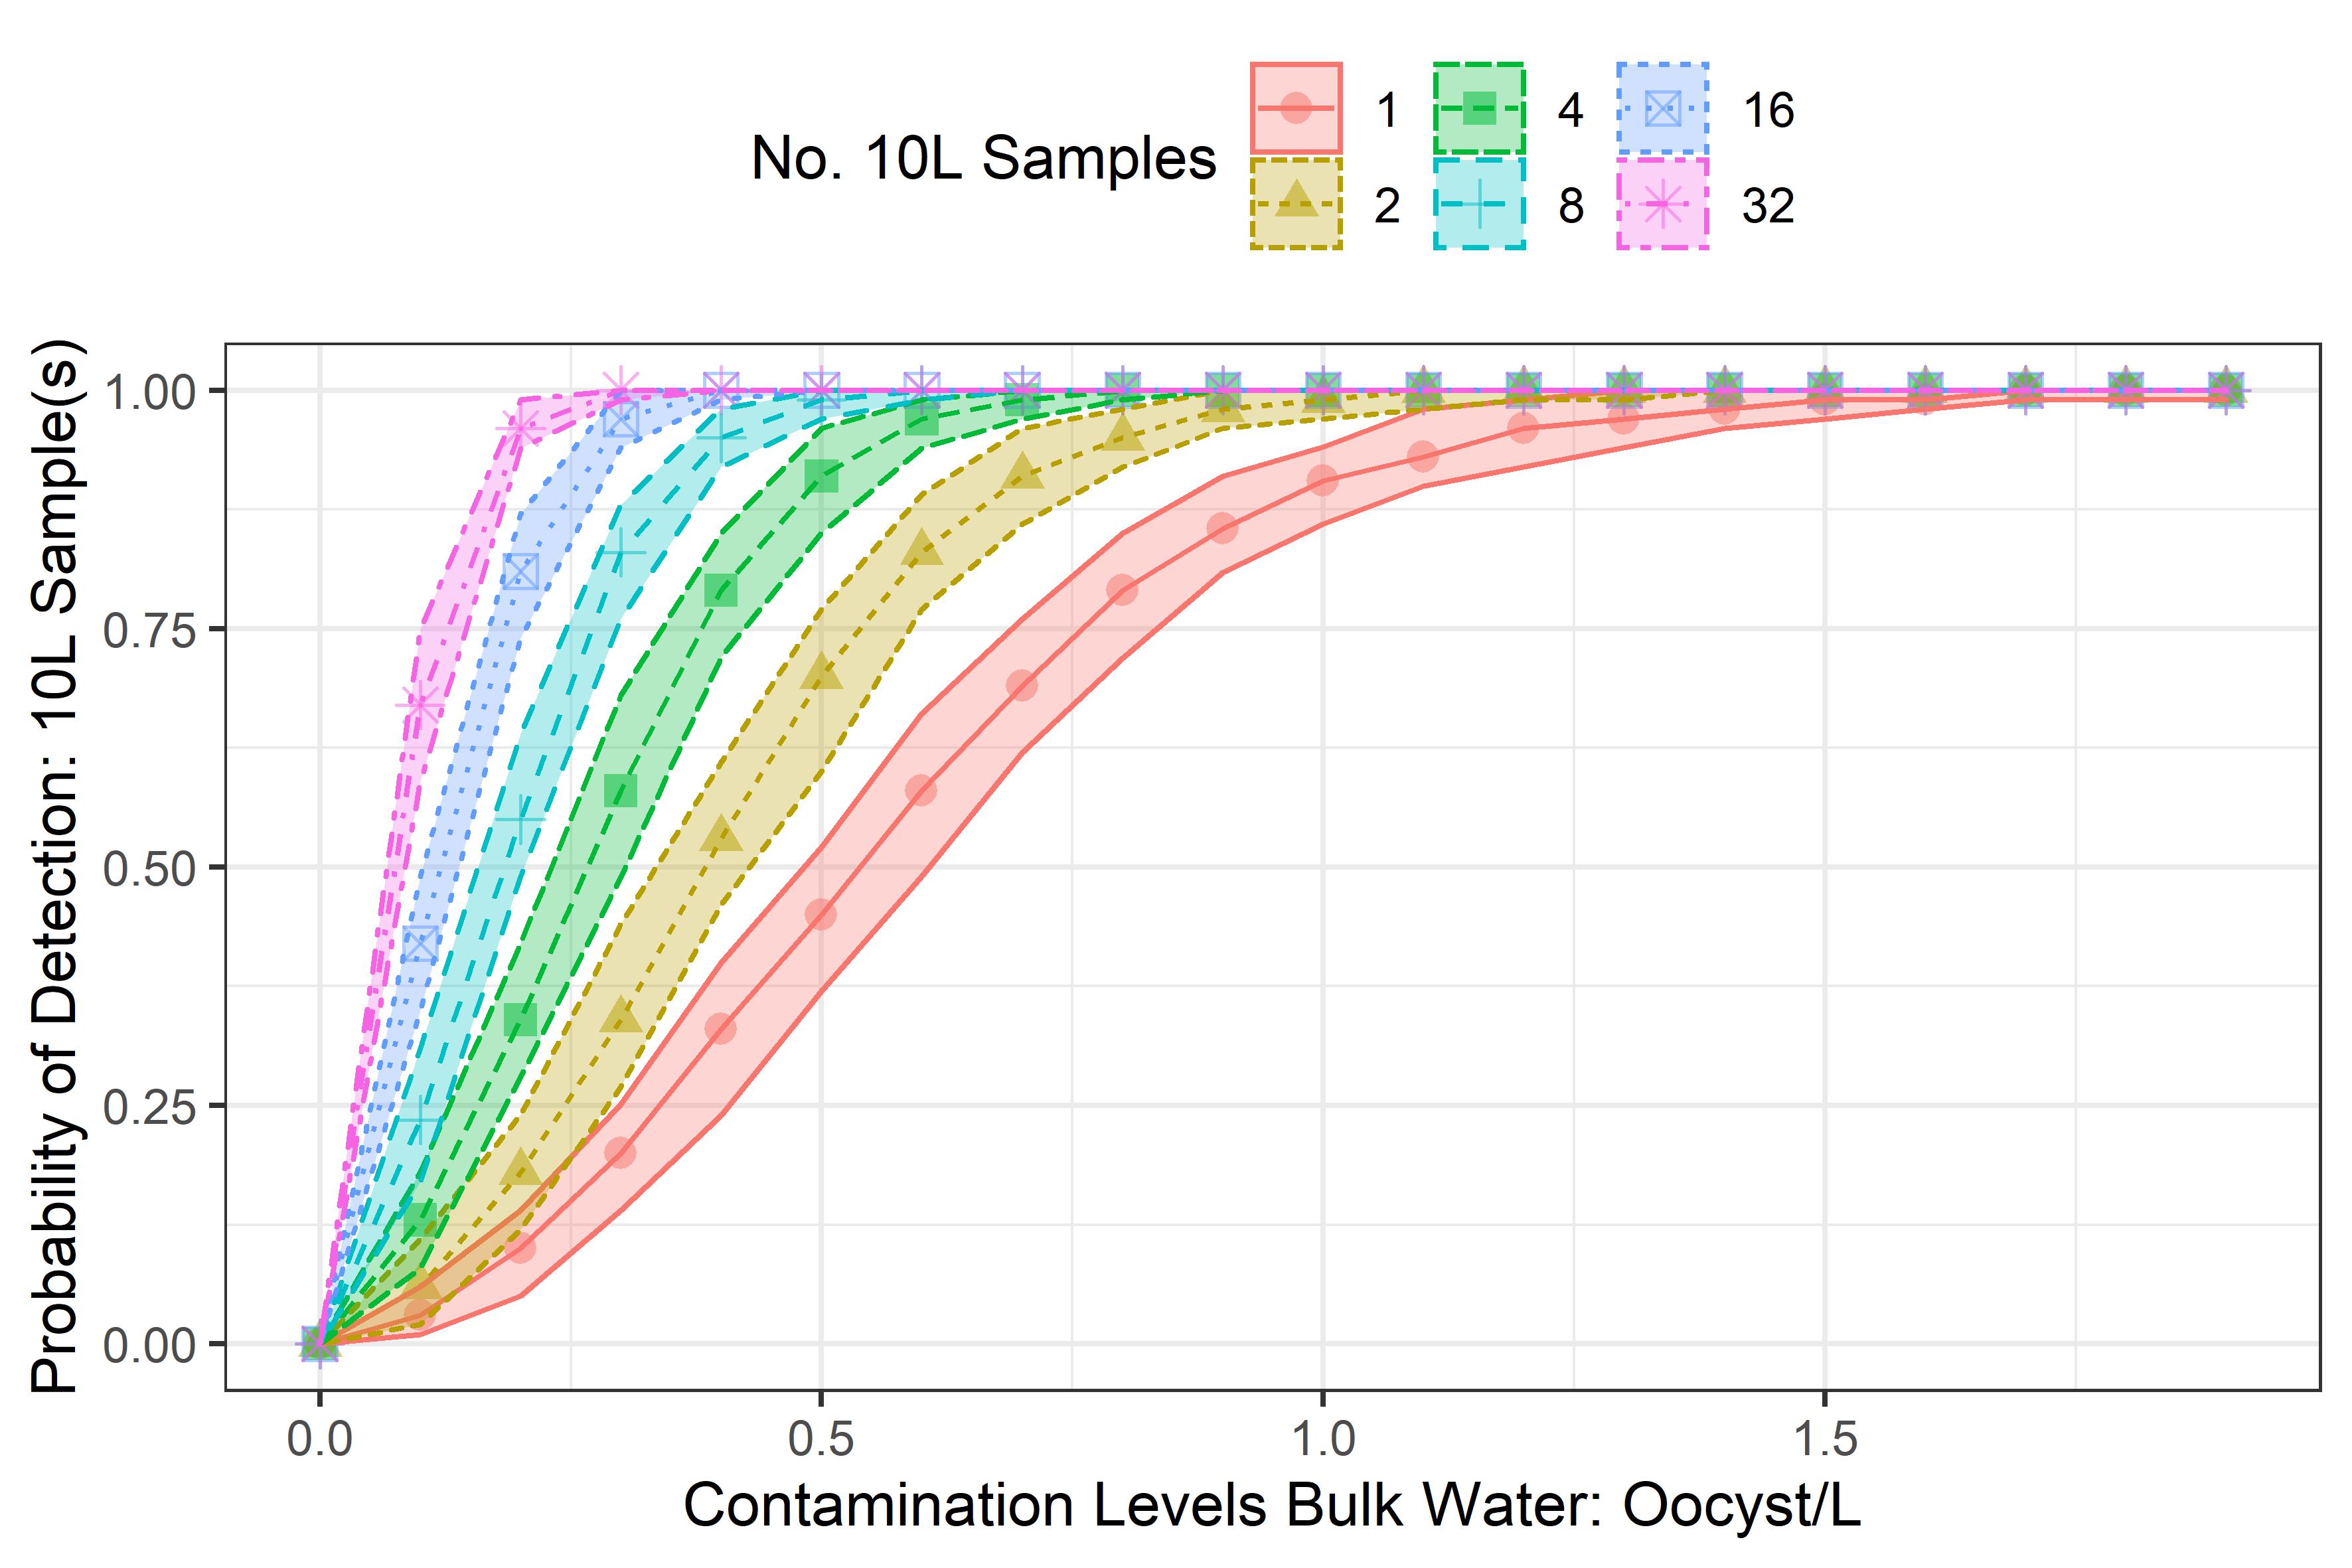 No. 10L Samples
1 4 16
2 8 32
Probability of Detection: 10L Sample(s)
1.00
0.75
0.50
0.25
0.00
0.0 0.5 1.0 1.5
Contamination Levels Bulk Water: Oocyst/L